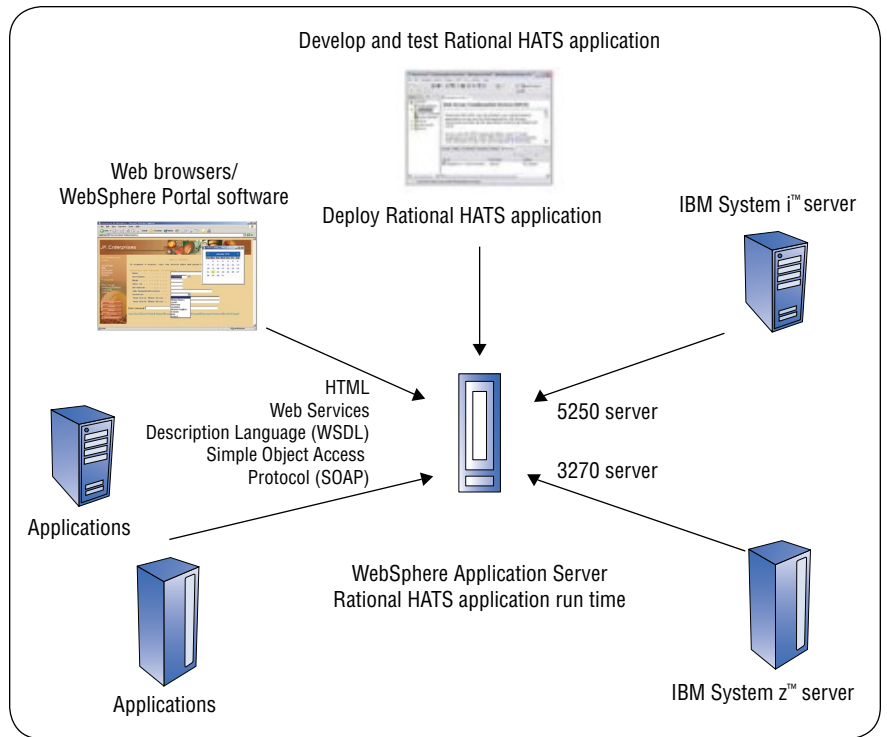 Develop and test Rational HATS application
Web browsers/
WebSphere Portal software
JK Enterprises
Deploy Rational HATS application
IBM System i™ server
HTML
Web Services
Description Language (WSDL)
Simple Object Access
Protocol (SOAP)
5250 server
3270 server
Applications
WebSphere Application Server
Rational HATS application run time
Applications
IBM System z™ server